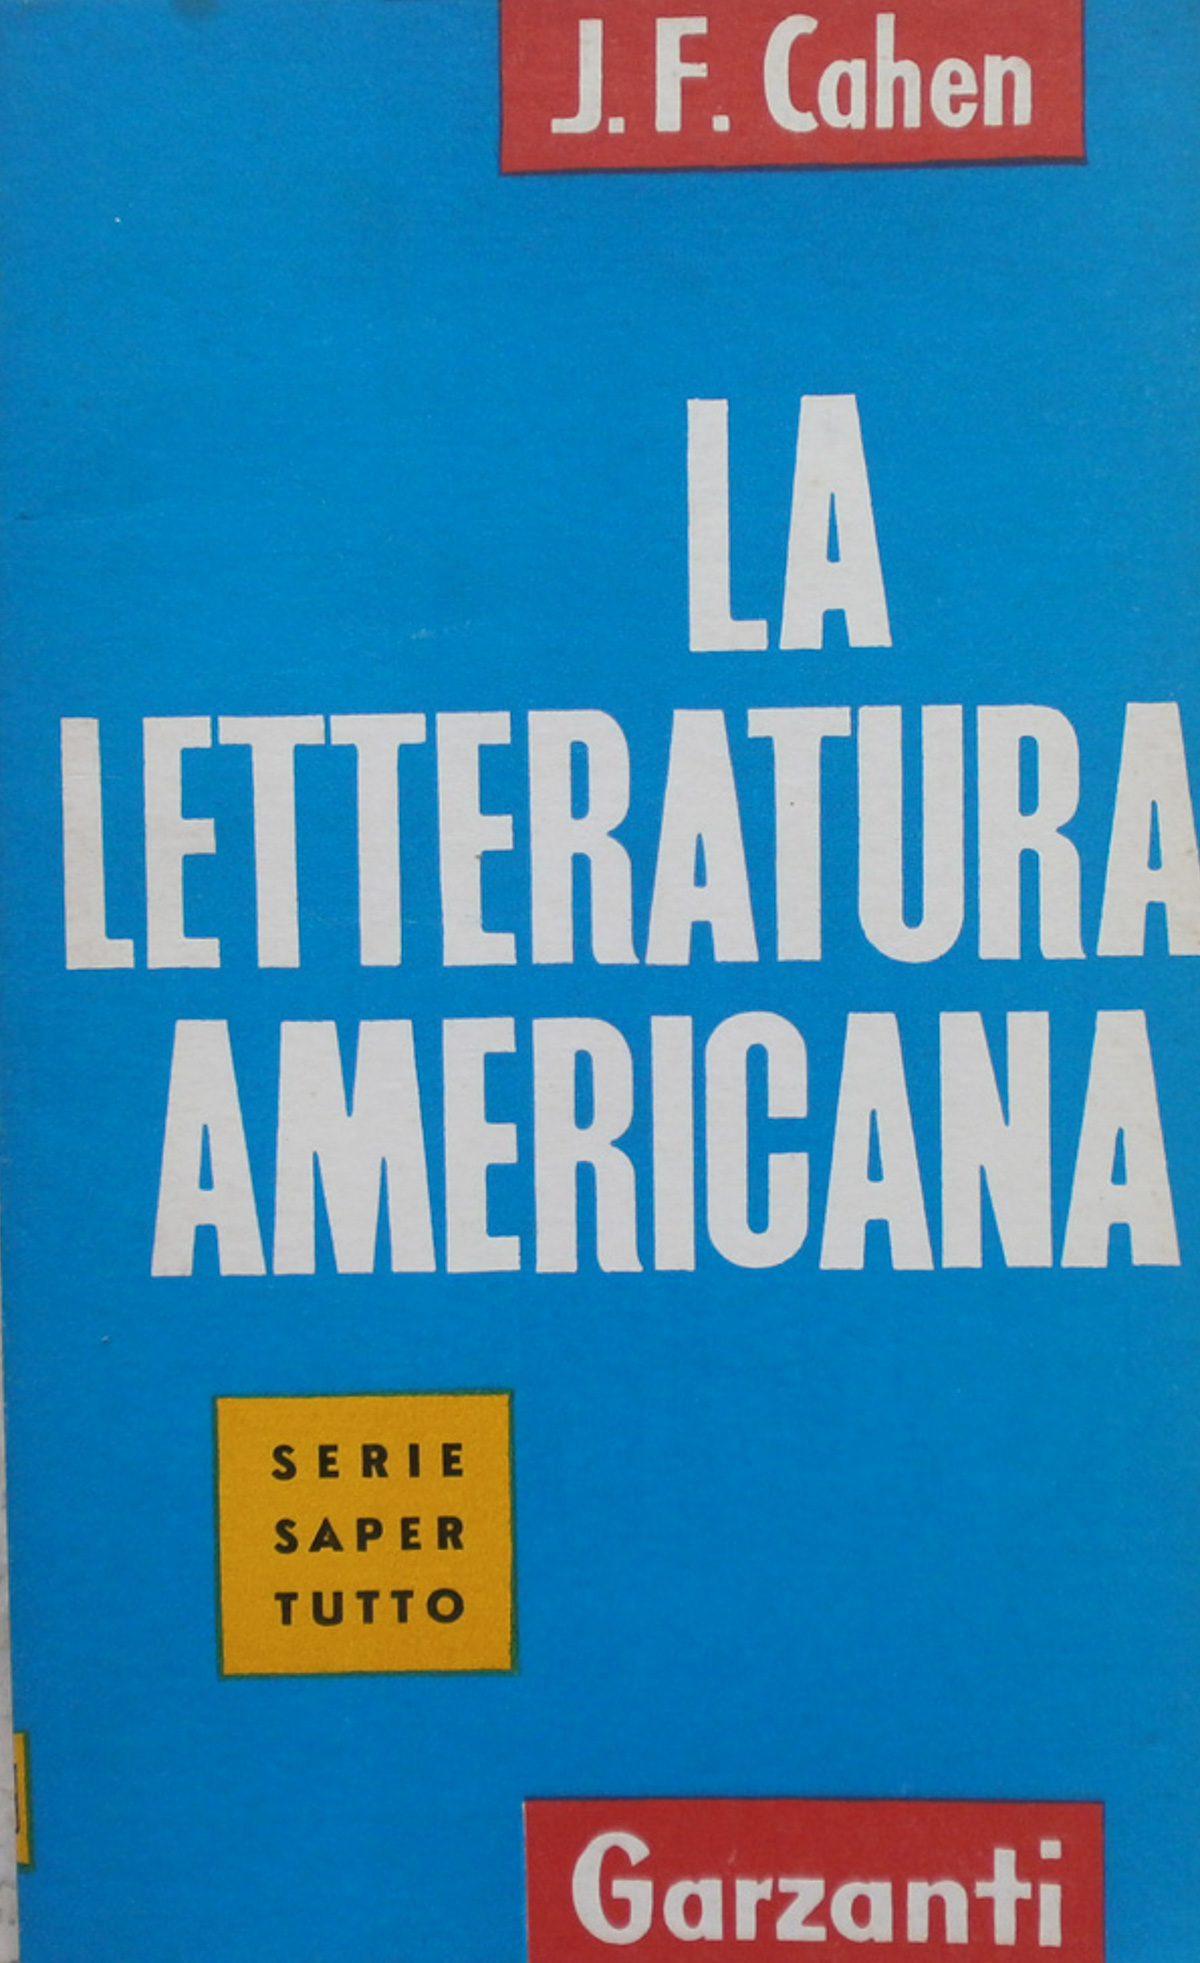 J. F. Cahen
LA
LETTERATURA
AMERICANA
SERIE
SAPER
TUTTO
Garzanti